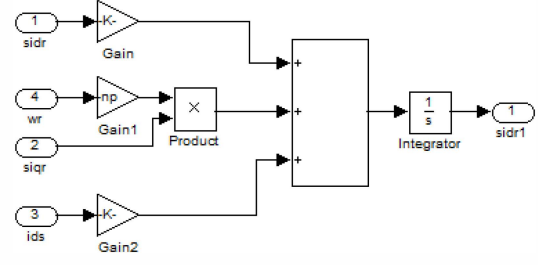 1
sidr
-K-
Gain
4
wr
-np
Gain1
×
Product
2
siqr
3
ids
-K-
Gain2
+
+
+
1
s
Integrator
1
sidr1